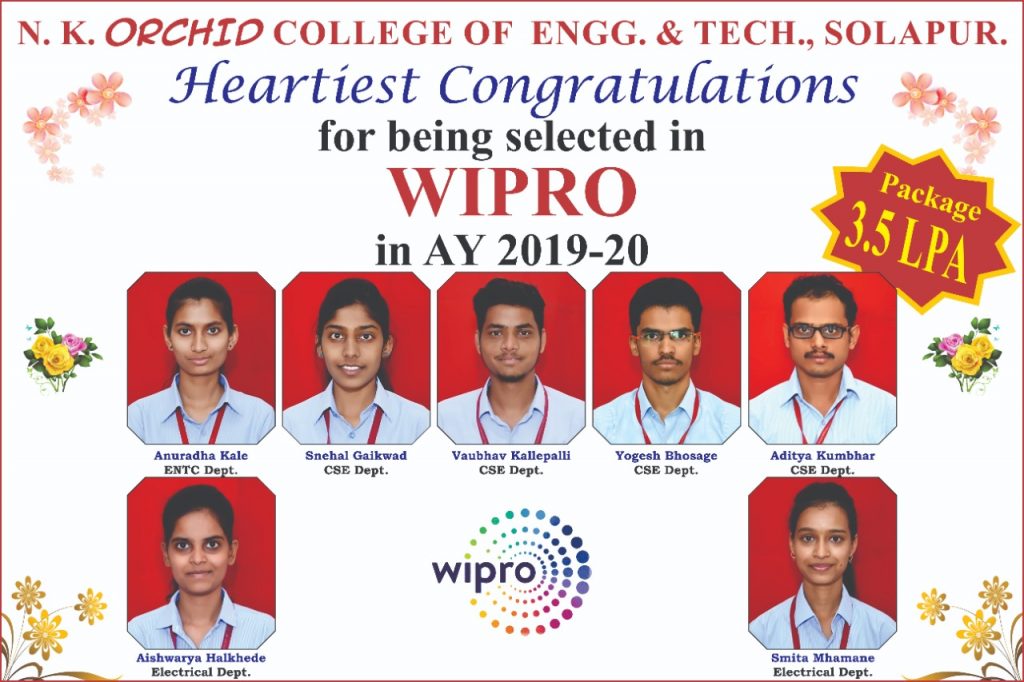 N. K. ORCHID COLLEGE OF ENGG. & TECH., SOLAPUR.
Heartiest Congratulations
for being selected in
WIPRO
in AY 2019-20
Package
3.5 LPA
Anuradha Kale
ENTC Dept.
Snehal Gaikwad
CSE Dept.
Vaubhav Kallepalli
CSE Dept.
Yogesh Bhosage
CSE Dept.
Aditya Kumbhar
CSE Dept.
Aishwarya Halkhede
Electrical Dept.
wipro
Smita Mhamane
Electrical Dept.